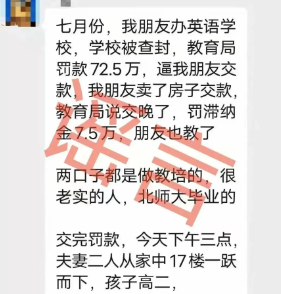 七月份，我朋友办英语学
校，学校被查封，教育局
罚款72.5万，逼我朋友交
款，我朋友卖了房子交款，
教育局说交晚了，罚滞纳
金7.5万，朋友也教了
两口子都是做教培的，很
老实的人，北师大毕业的
交完罚款，今天下午三点，
夫妻二人从家中17楼一跃
而下，孩子高二，
谣言